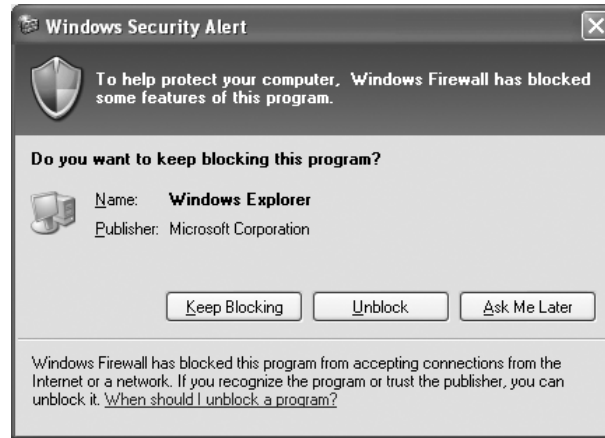 Windows Security Alert
To help protect your computer, Windows Firewall has blocked
some features of this program.
Do you want to keep blocking this program?
Name: Windows Explorer
Publisher: Microsoft Corporation
Keep Blocking Unblock Ask Me Later
Windows Firewall has blocked this program from accepting connections from the
Internet or a network. If you recognize the program or trust the publisher, you can
unblock it. When should I unblock a program?